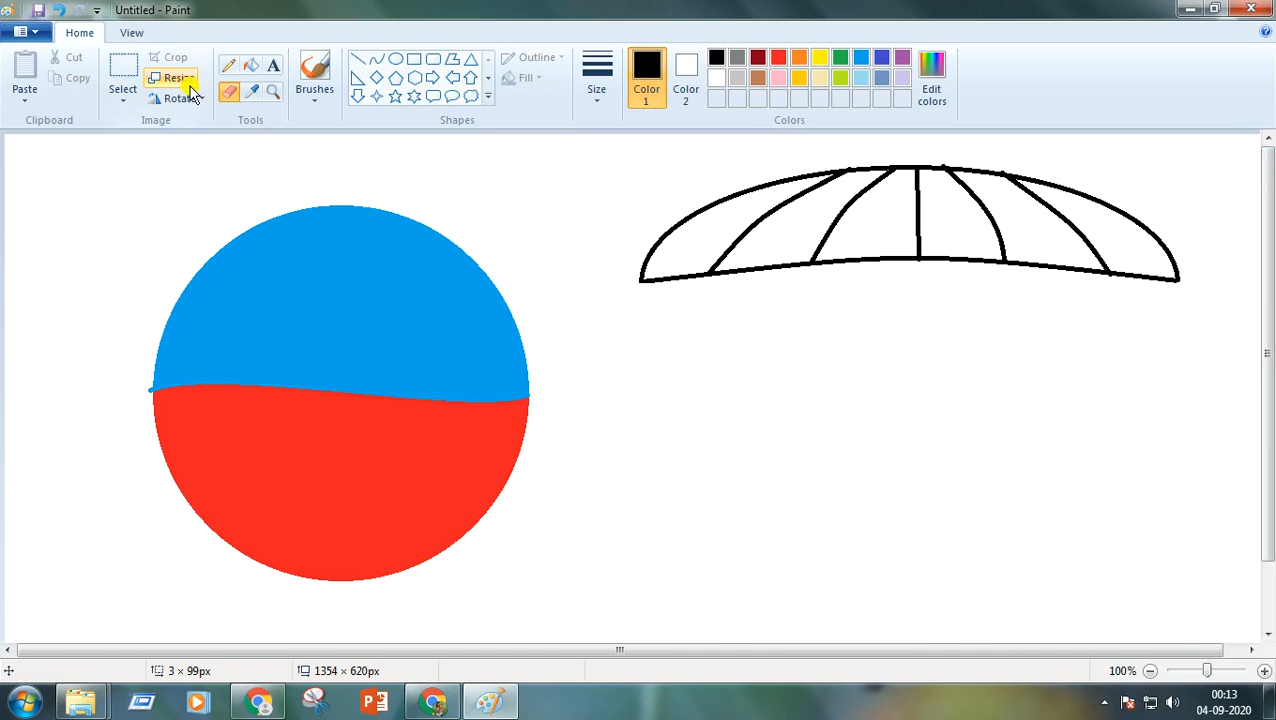 Untitled - Paint
Home
View
Paste
Cut
Copy
Clipboard
Select
Crop
Resize
Rotate
Image
A
Tools
Brushes
Outline
Fill
Shapes
Size
Color 1
Color 2
Edit colors
Colors
3 × 99px
1354 × 620px
100%
00:13
04-09-2020